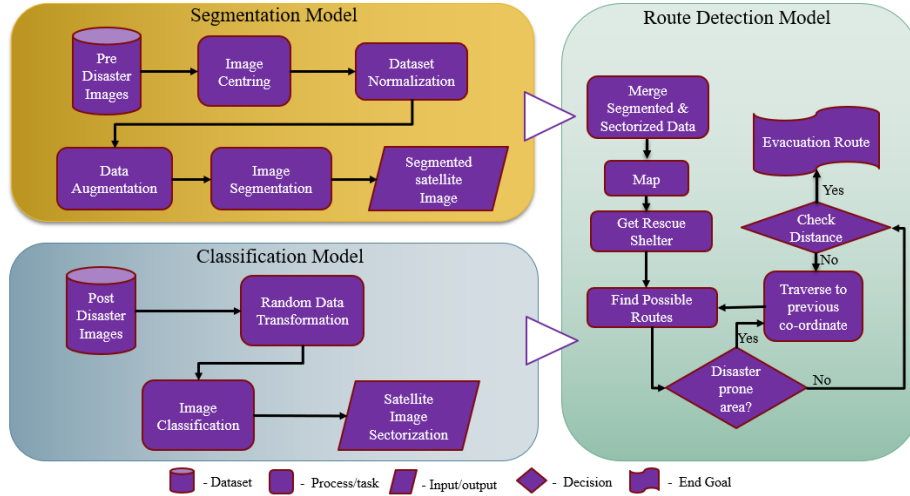 Segmentation Model
Pre
Disaster
Images
Image
Centring
Dataset
Normalization
Data
Augmentation
Image
Segmentation
Segmented
satellite
Image
Classification Model
Post
Disaster
Images
Random Data
Transformation
Image
Classification
Satellite
Image
Sectorization
Route Detection Model
Merge
Segmented &
Sectorized Data
Map
Get Rescue
Shelter
Find Possible
Routes
Disaster
prone
area?
Yes
No
Traverse to
previous
co-ordinate
No
Check
Distance
Yes
Evacuation Route
- Dataset
- Process/task
- Input/output
- Decision
- End Goal